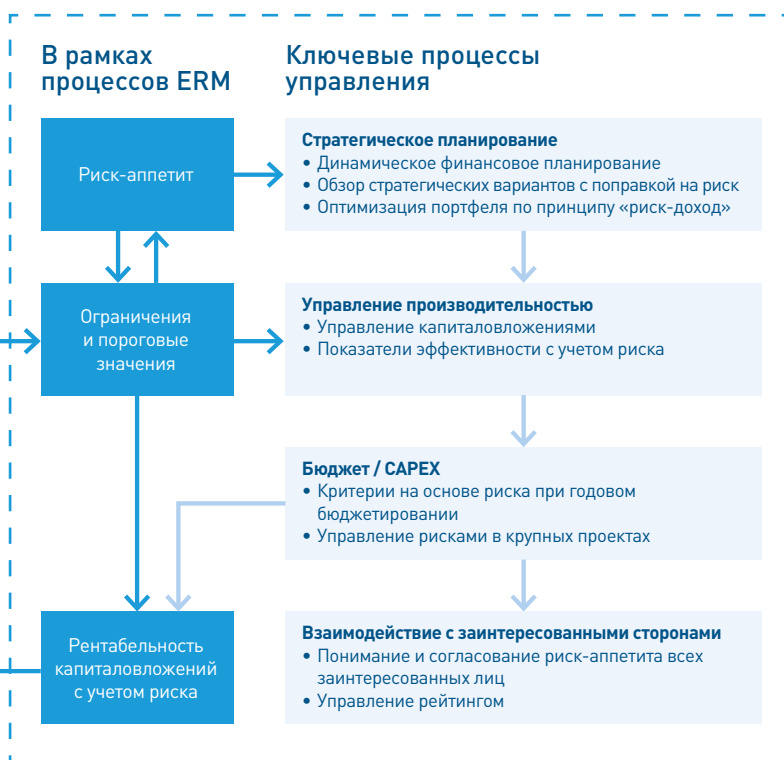 В рамках
процессов ERM
Ключевые процессы
управления
Риск-аппетит
Стратегическое планирование
• Динамическое финансовое планирование
• Обзор стратегических вариантов с поправкой на риск
• Оптимизация портфеля по принципу «риск-доход»
Ограничения
и пороговые
значения
Управление производительностью
• Управление капиталовложениями
• Показатели эффективности с учетом риска
Бюджет / CAPEX
• Критерии на основе риска при годовом
бюджетировании
• Управление рисками в крупных проектах
Рентабельность
капиталовложений
с учетом риска
Взаимодействие с заинтересованными сторонами
• Понимание и согласование риск-аппетита всех
заинтересованных лиц
• Управление рейтингом